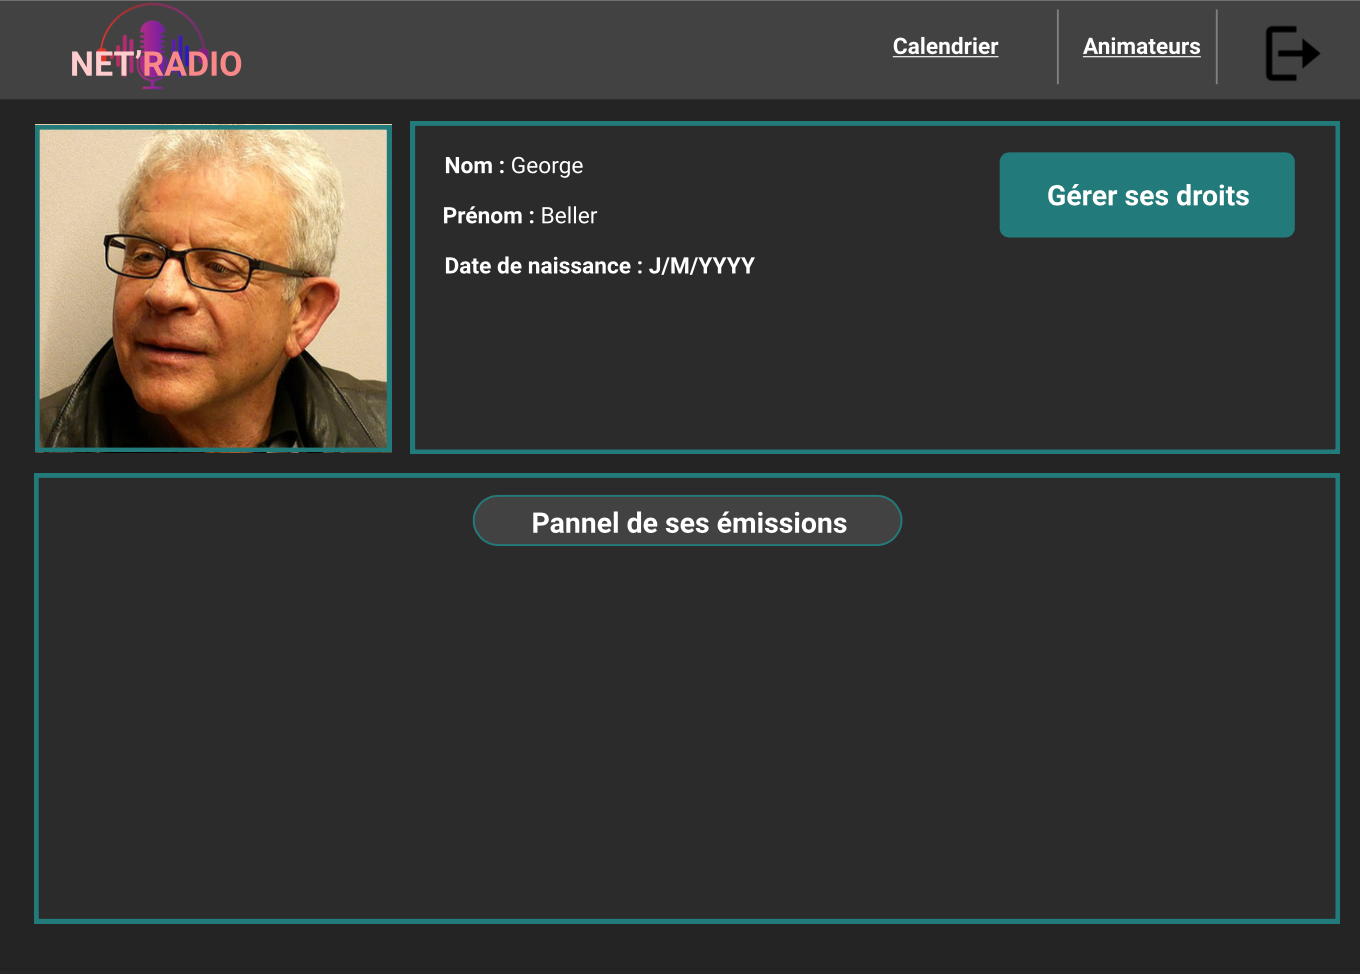 NET'RADIO
Calendrier
Animateurs
Nom : George
Gérer ses droits
Prénom : Beller
Date de naissance : J/M/YYYY
Pannel de ses émissions